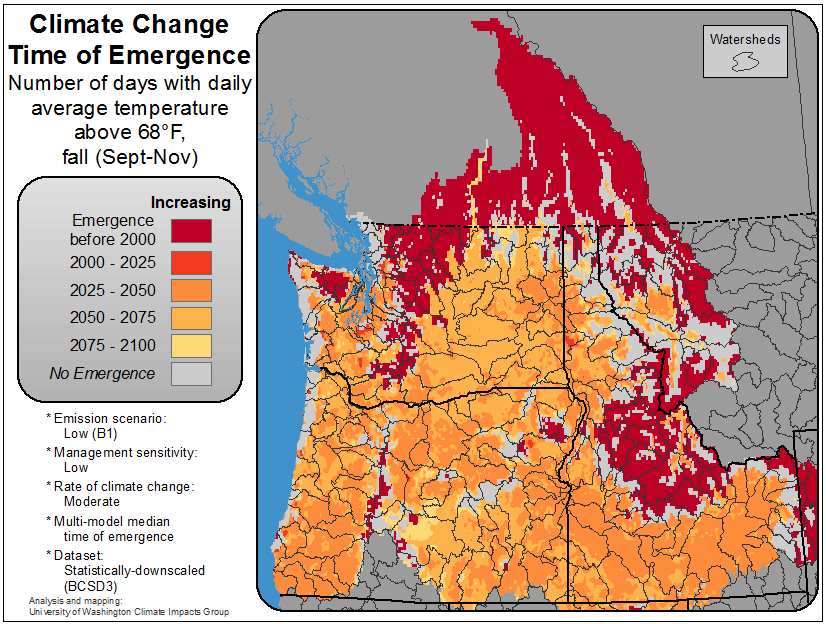 Climate Change
Time of Emergence
Number of days with daily
average temperature
above 68°F,
fall (Sept-Nov)
Increasing
Emergence
before 2000
2000 - 2025
2025 - 2050
2050 - 2075
2075 - 2100
No Emergence
* Emission scenario:
Low (B1)
* Management sensitivity:
Low
* Rate of climate change:
Moderate
* Multi-model median
time of emergence
* Dataset:
Statistically-downscaled
(BCSD3)
Analysis and mapping:
University of Washington Climate Impacts Group
Watersheds